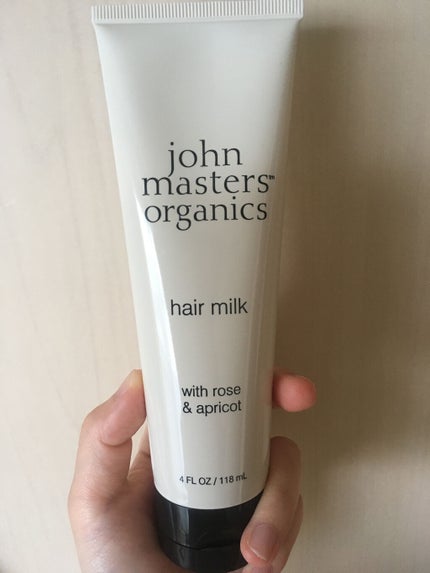 john
masters™
organics
hair milk
with rose
& apricot
4 FL OZ / 118 mL